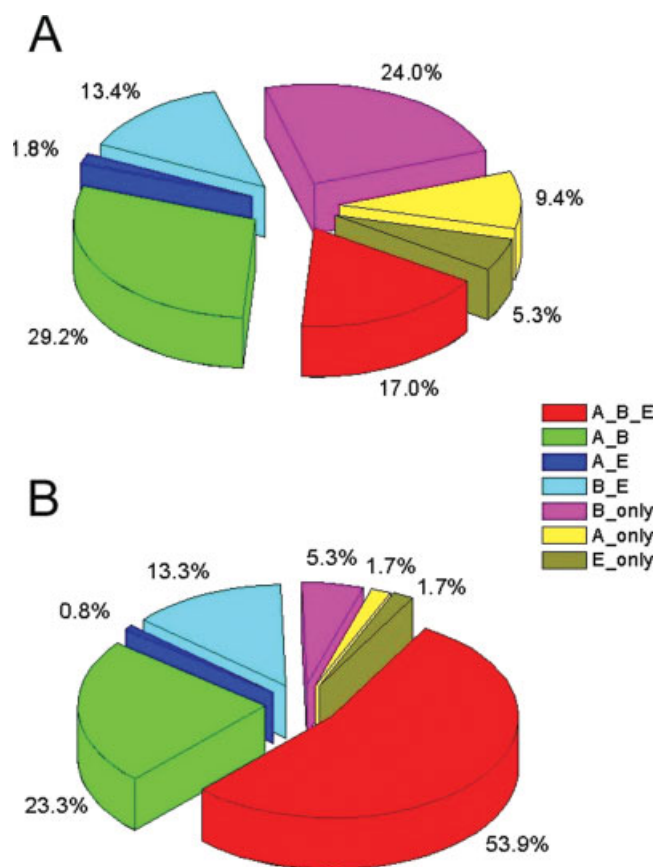 A
24.0%
13.4%
1.8%
9.4%
5.3%
29.2%
17.0%
A_B_E
A_B
A_E
B_E
B_only
A_only
E_only
B
5.3%
1.7%
1.7%
13.3%
0.8%
23.3%
53.9%